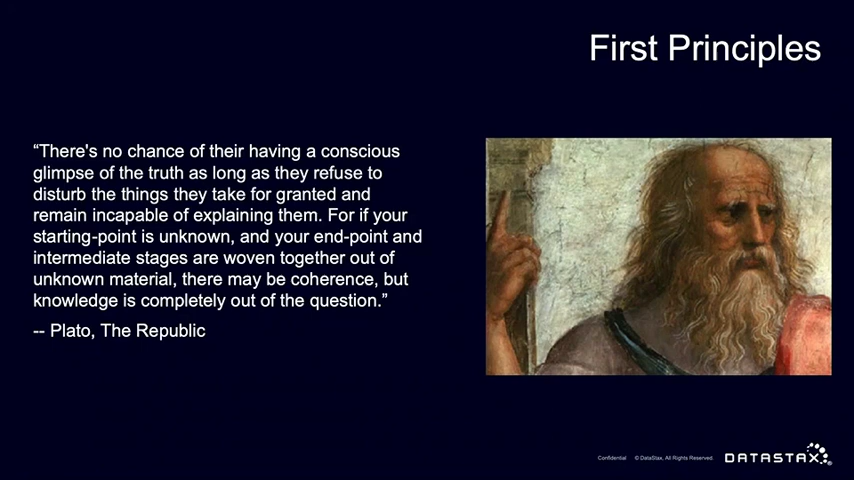 First Principles
“There's no chance of their having a conscious
glimpse of the truth as long as they refuse to
disturb the things they take for granted and
remain incapable of explaining them. For if your
starting-point is unknown, and your end-point and
intermediate stages are woven together out of
unknown material, there may be coherence, but
knowledge is completely out of the question.”
-- Plato, The Republic
Confidential © DataStax, All Rights Reserved.
DATASTAX®